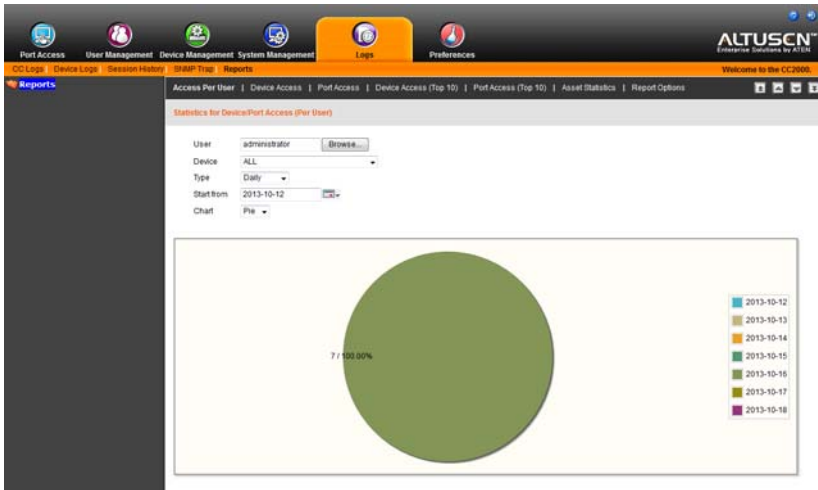 ALTUSCN™
Enterprise Solutions by ATEN
Port Access User Management Device Management System Management Logs Preferences
CC Logs Device Logs Session History SNMP Trap Reports Welcome to the CC2000.
Reports
Access Per User | Device Access | Port Access | Device Access (Top 10) | Port Access (Top 10) | Asset Statistics | Report Options
Statistics for Device/Port Access (Per User)
User administrator Browse...
Device ALL
Type Daily
Start from 2013-10-12
Chart Pie
7 / 100.00%
2013-10-12
2013-10-13
2013-10-14
2013-10-15
2013-10-16
2013-10-17
2013-10-18